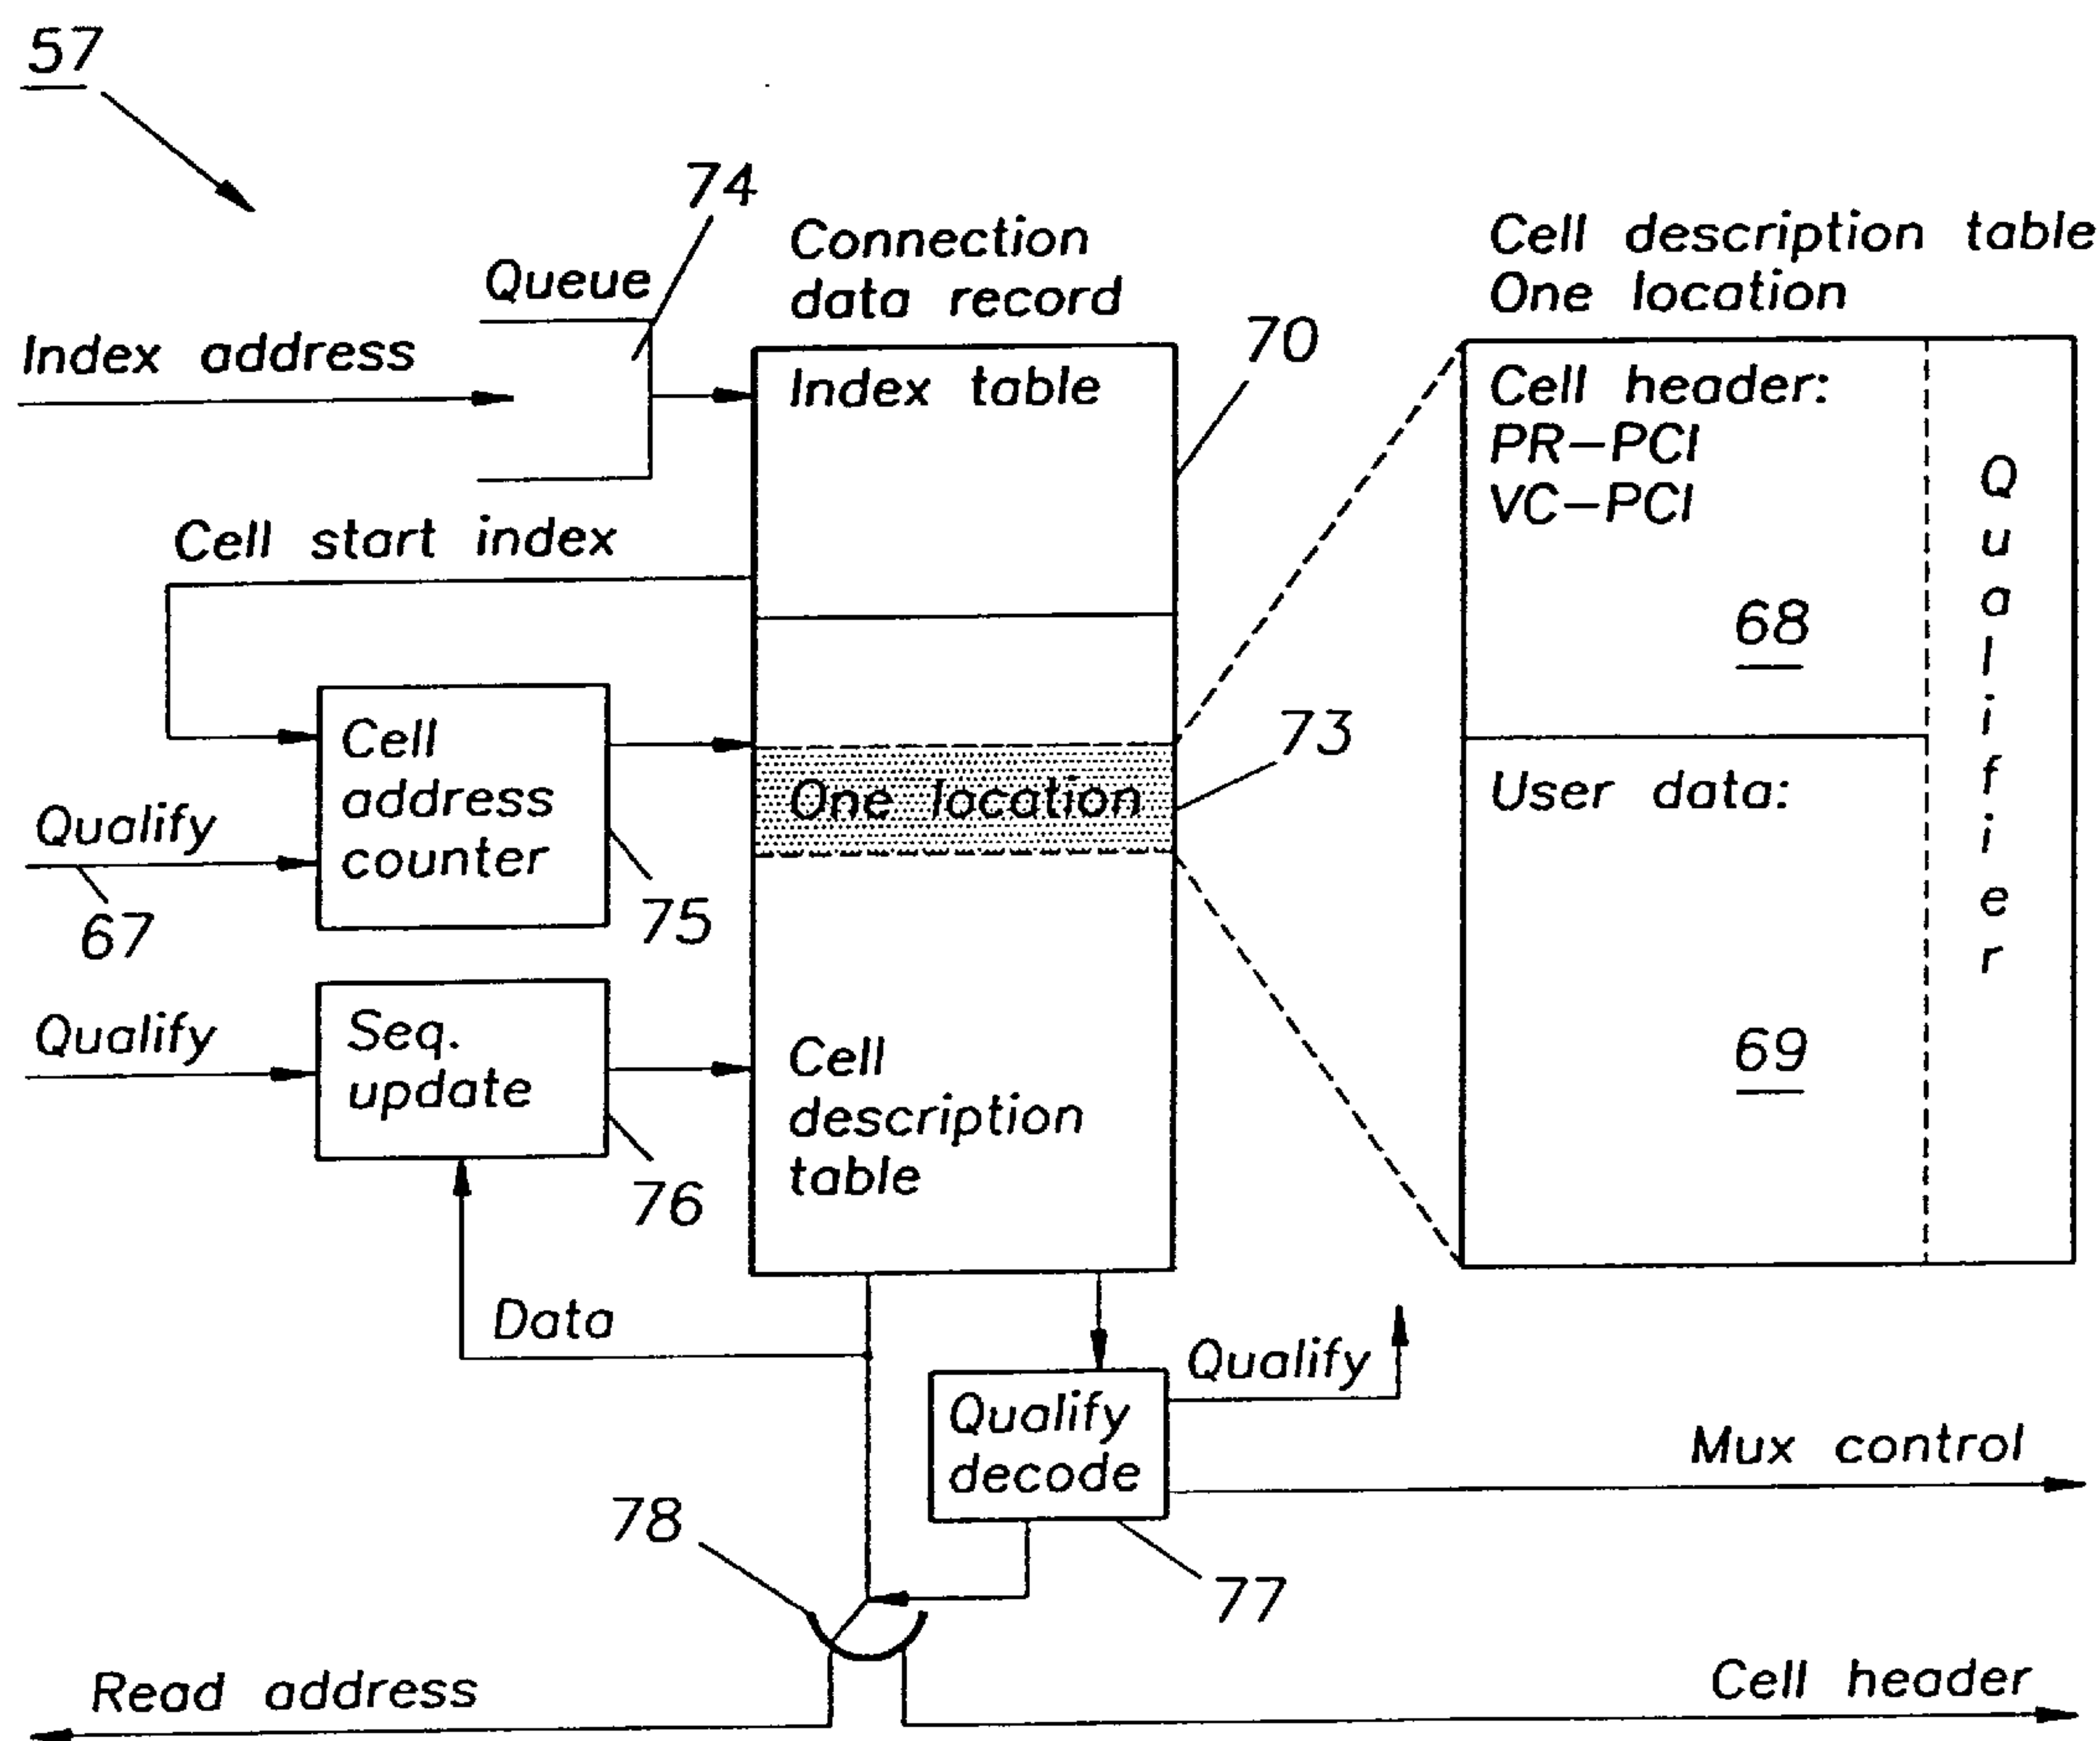 57
74
Queue
Connection
data record
Cell description table
One location
Index address
70
Index table
Cell header:
PR-PCI
VC-PCI
Qualifier
68
Cell start index
73
Cell
address
counter
One location
User data:
Qualify
67
75
Qualify
Seq.
update
Cell
description
table
69
76
Data
Qualify
Qualify
decode
Mux control
78
77
Read address
Cell header